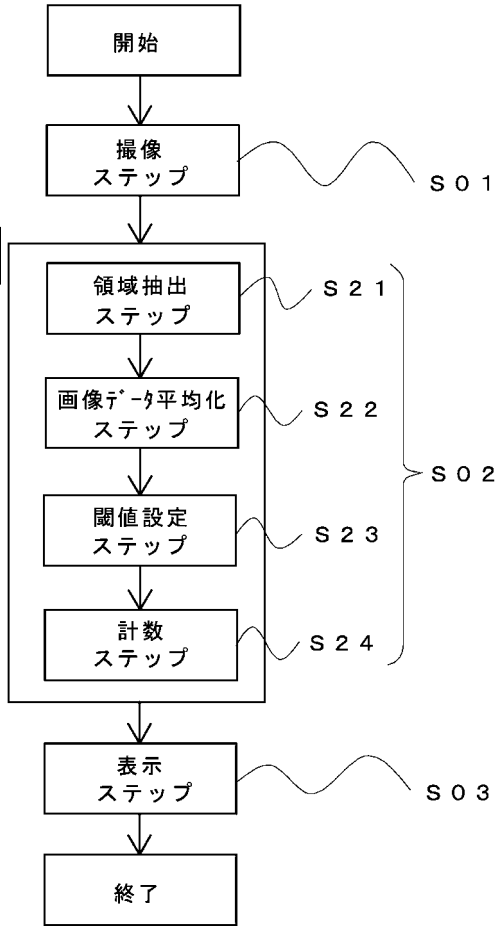 開始
撮像
ステップ
Ｓ０１
領域抽出
ステップ
Ｓ２１
画像ﾃﾞｰﾀ平均化
ステップ
Ｓ２２
Ｓ０２
閾値設定
ステップ
Ｓ２３
計数
ステップ
Ｓ２４
表示
ステップ
Ｓ０３
終了